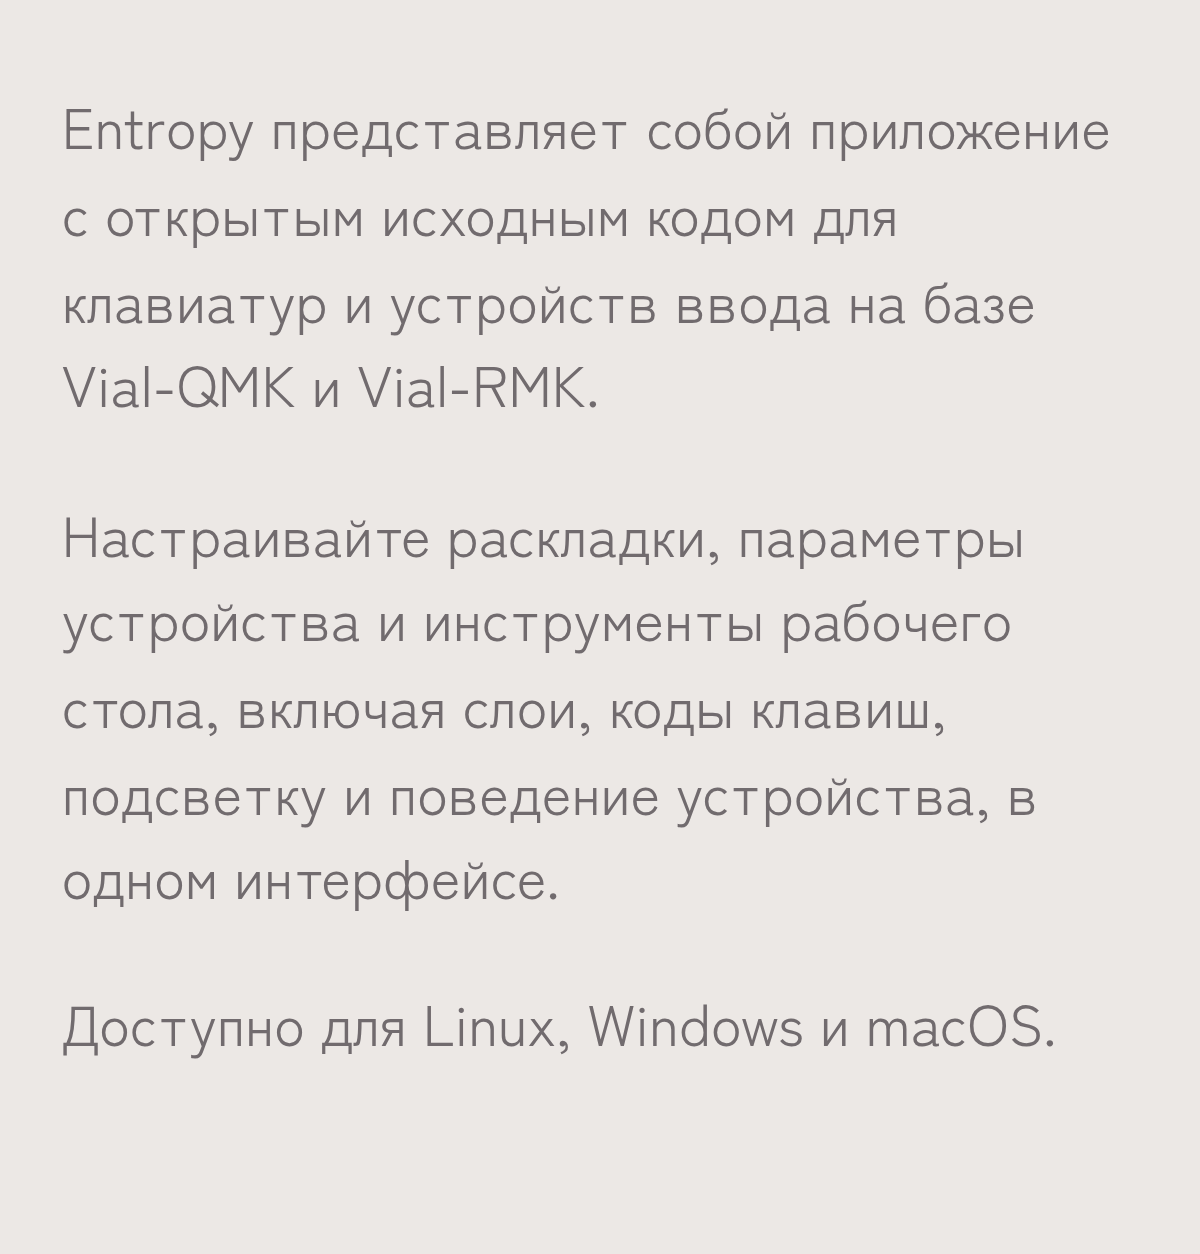 Entropy представляет собой приложение
с открытым исходным кодом для
клавиатур и устройств ввода на базе
Vial-QMK и Vial-RMK.
Настраивайте раскладки, параметры
устройства и инструменты рабочего
стола, включая слои, коды клавиш,
подсветку и поведение устройства, в
одном интерфейсе.
Доступно для Linux, Windows и macOS.